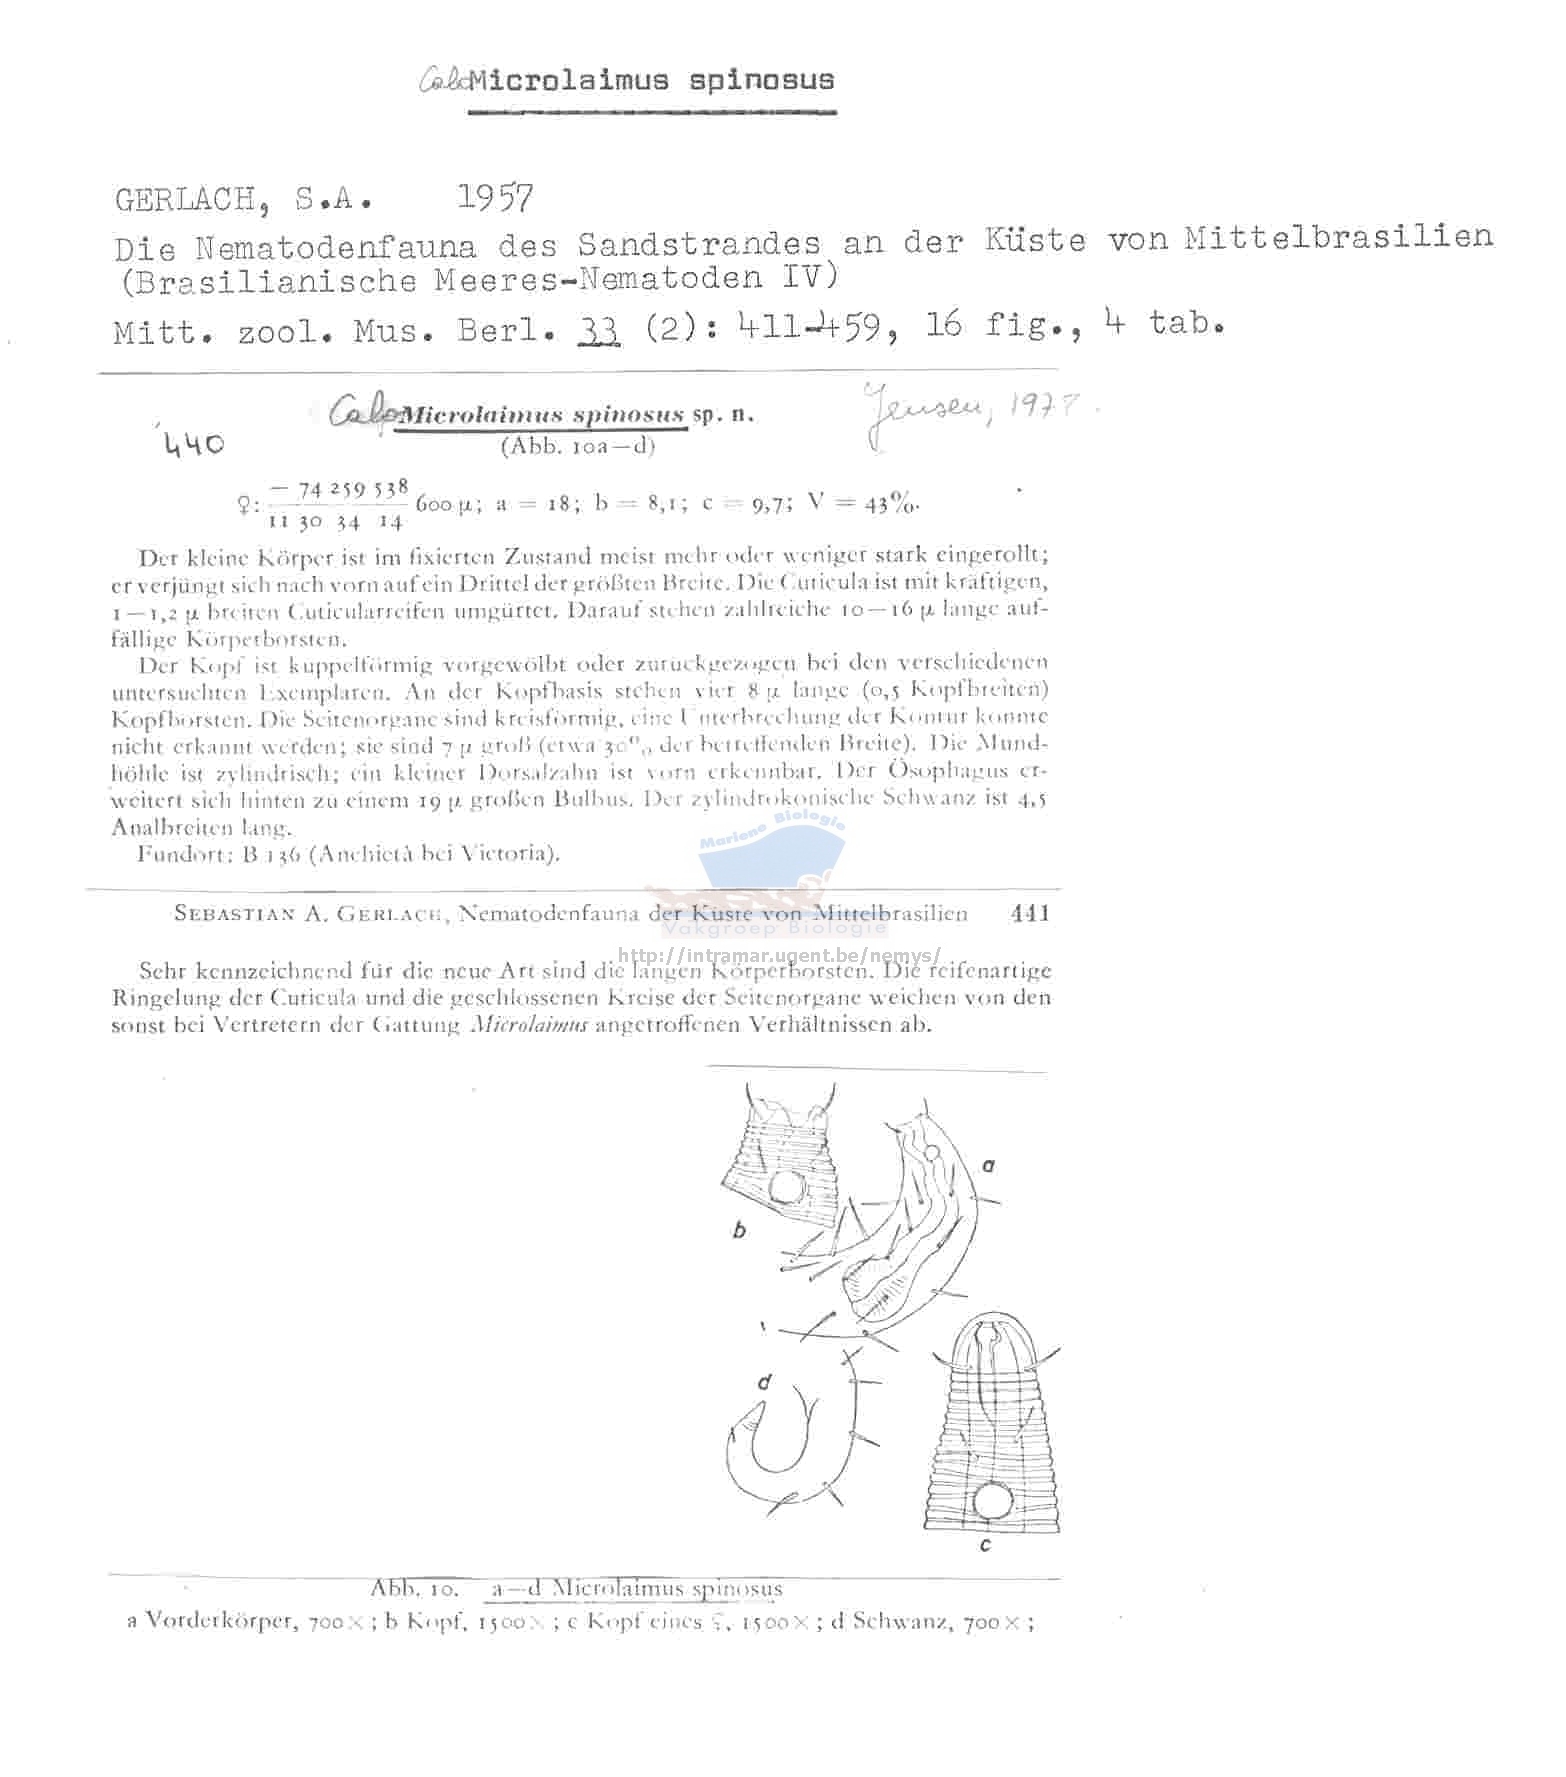 CaloMicrolaimus spinosus
GERLACH, S.A. 1957
Die Nematodenfauna des Sandstrandes an der Küste von Mittelbrasilien
(Brasilianische Meeres-Nematoden IV)
Mitt. zool. Mus. Berl. 33 (2): 411-459, 16 fig., 4 tab.
CaloMicrolaimus spinosus sp. n.
Jensen, 197
440
(Abb. 10a—d)
— 74 259 538
♀: 600 µ; a = 18; b = 8,1; c = 9,7; V = 43%.
11 30 34 14
Der kleine Körper ist im fixierten Zustand meist mehr oder weniger stark eingerollt;
er verjüngt sich nach vorn auf ein Drittel der größten Breite. Die Cuticula ist mit kräftigen,
1—1,2 µ breiten Cuticularreifen umgürtet. Darauf stehen zahlreiche 10—16 µ lange auf-
fällige Körperborsten.
Der Kopf ist kuppelförmig vorgewölbt oder zurückgezogen bei den verschiedenen
untersuchten Exemplaren. An der Kopfbasis stehen vier 8 µ lange (0,5 Kopfbreiten)
Kopfborsten. Die Seitenorgane sind kreisförmig, eine Unterbrechung der Kontur konnte
nicht erkannt werden; sie sind 7 µ groß (etwa 30% der betreffenden Breite). Die Mund-
höhle ist zylindrisch; ein kleiner Dorsalzahn ist vorn erkennbar. Der Ösophagus er-
weitert sich hinten zu einem 19 µ großen Bulbus. Der zylindrokonische Schwanz ist 4,5
Analbreiten lang.
Fundort: B 136 (Anchietà bei Victoria).
Mariene Biologie
SEBASTIAN A. GERLACH, Nematodenfauna der Küste von Mittelbrasilien 441
Vakgroep Biologie
http://intramar.ugent.be/nemys/
Sehr kennzeichnend für die neue Art sind die langen Körperborsten. Die reifenartige
Ringelung der Cuticula und die geschlossenen Kreise der Seitenorgane weichen von den
sonst bei Vertretern der Gattung Microlaimus angetroffenen Verhältnissen ab.
a
b
d
c
Abb. 10. a—d Microlaimus spinosus
a Vorderkörper, 700×; b Kopf, 1500×; c Kopf eines ♀, 1500×; d Schwanz, 700×;